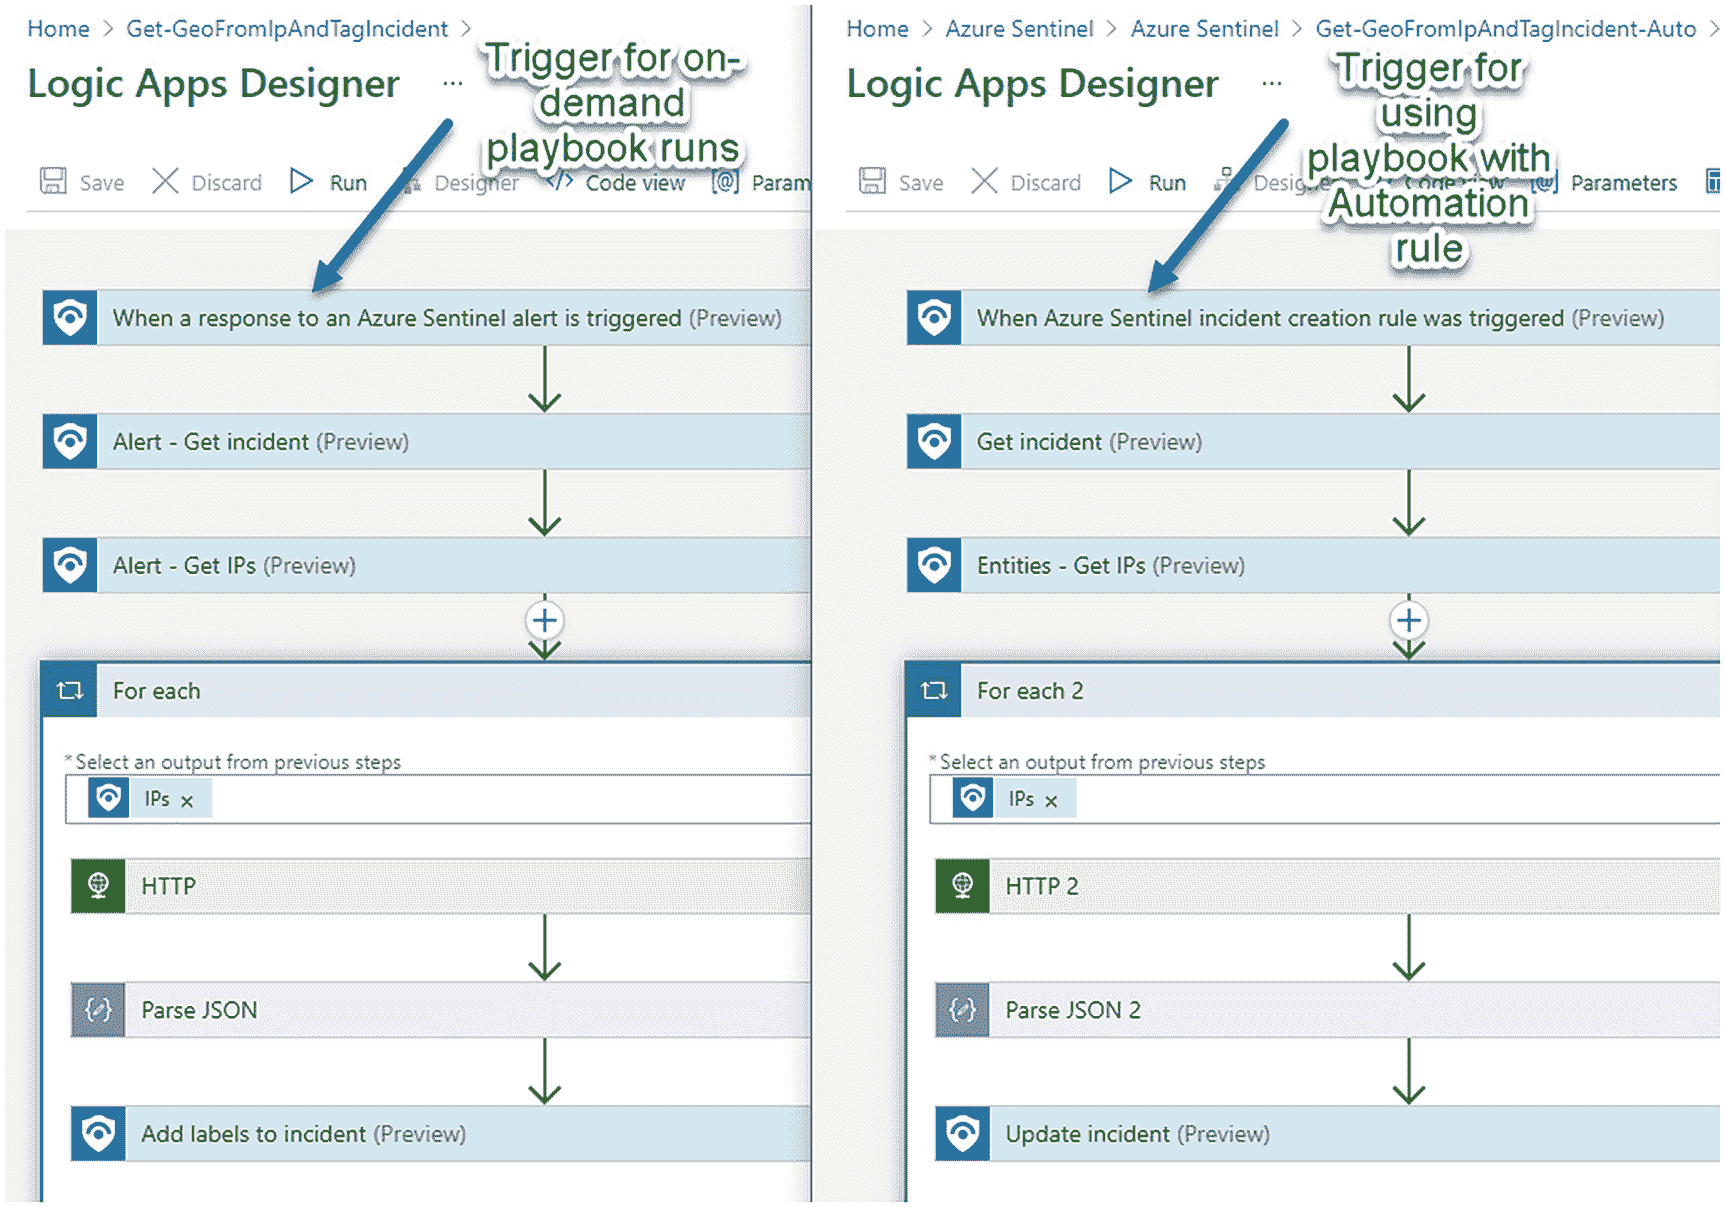 Home > Get-GeoFromIpAndTagIncident >
Logic Apps Designer ...
Trigger for on-
demand
playbook runs
Save Discard Run Designer </> Code view [@] Param
When a response to an Azure Sentinel alert is triggered (Preview)
Alert - Get incident (Preview)
Alert - Get IPs (Preview)
For each
* Select an output from previous steps
IPs ×
HTTP
Parse JSON
Add labels to incident (Preview)
Home > Azure Sentinel > Azure Sentinel > Get-GeoFromIpAndTagIncident-Auto >
Logic Apps Designer ...
Trigger for
using
playbook with
Automation
rule
Save Discard Run Designer Code view [@] Parameters
When Azure Sentinel incident creation rule was triggered (Preview)
Get incident (Preview)
Entities - Get IPs (Preview)
For each 2
* Select an output from previous steps
IPs ×
HTTP 2
Parse JSON 2
Update incident (Preview)